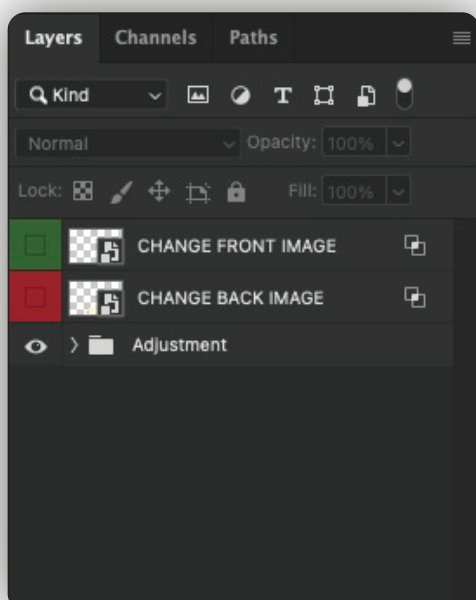 Layers Channels Paths
Kind
Normal Opacity: 100%
Lock: Fill: 100%
CHANGE FRONT IMAGE
CHANGE BACK IMAGE
Adjustment